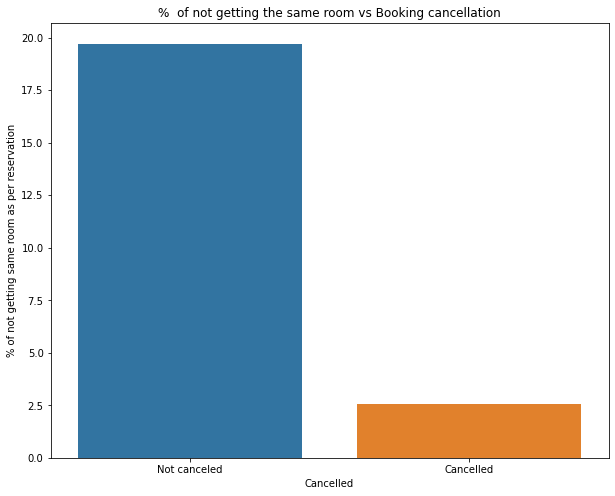 %  of not getting the same room vs Booking cancellation
% of not getting same room as per reservation
20.0
17.5
15.0
12.5
10.0
7.5
5.0
2.5
0.0
Not canceled
Cancelled
Cancelled